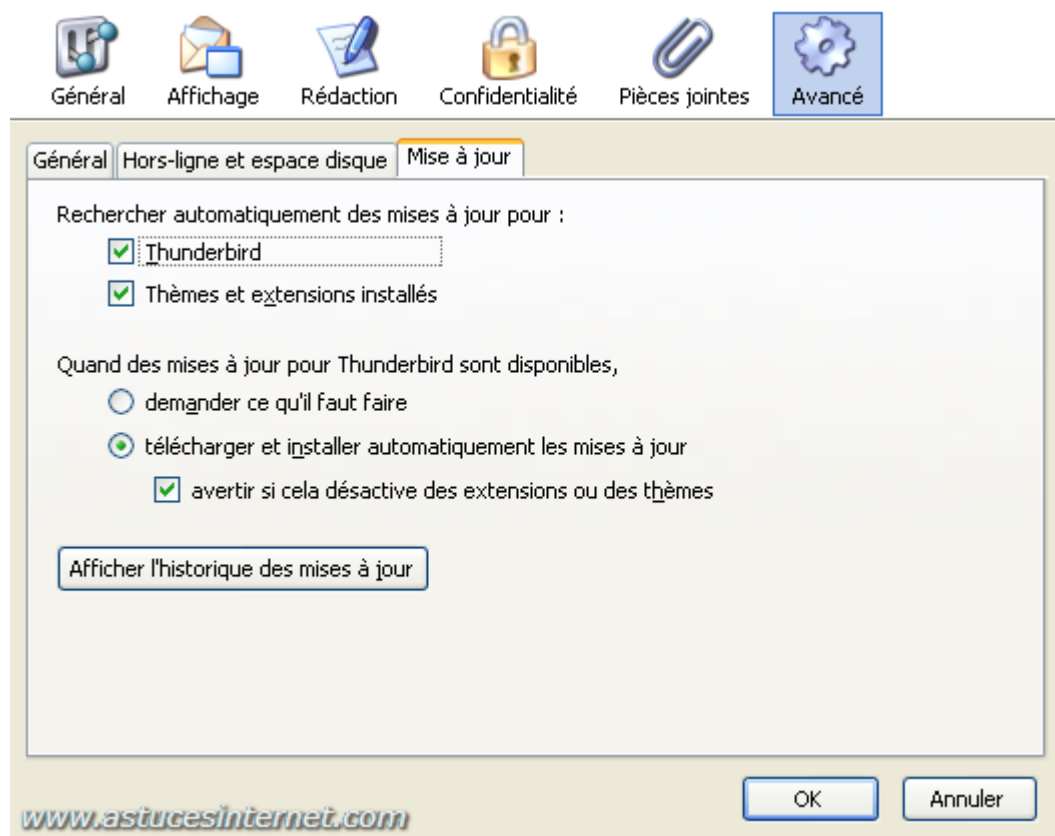 Général Affichage Rédaction Confidentialité Pièces jointes Avancé
Général Hors-ligne et espace disque Mise à jour
Rechercher automatiquement des mises à jour pour :
Thunderbird
Thèmes et extensions installés
Quand des mises à jour pour Thunderbird sont disponibles,
demander ce qu'il faut faire
télécharger et installer automatiquement les mises à jour
avertir si cela désactive des extensions ou des thèmes
Afficher l'historique des mises à jour
OK Annuler
www.astucesinternet.com